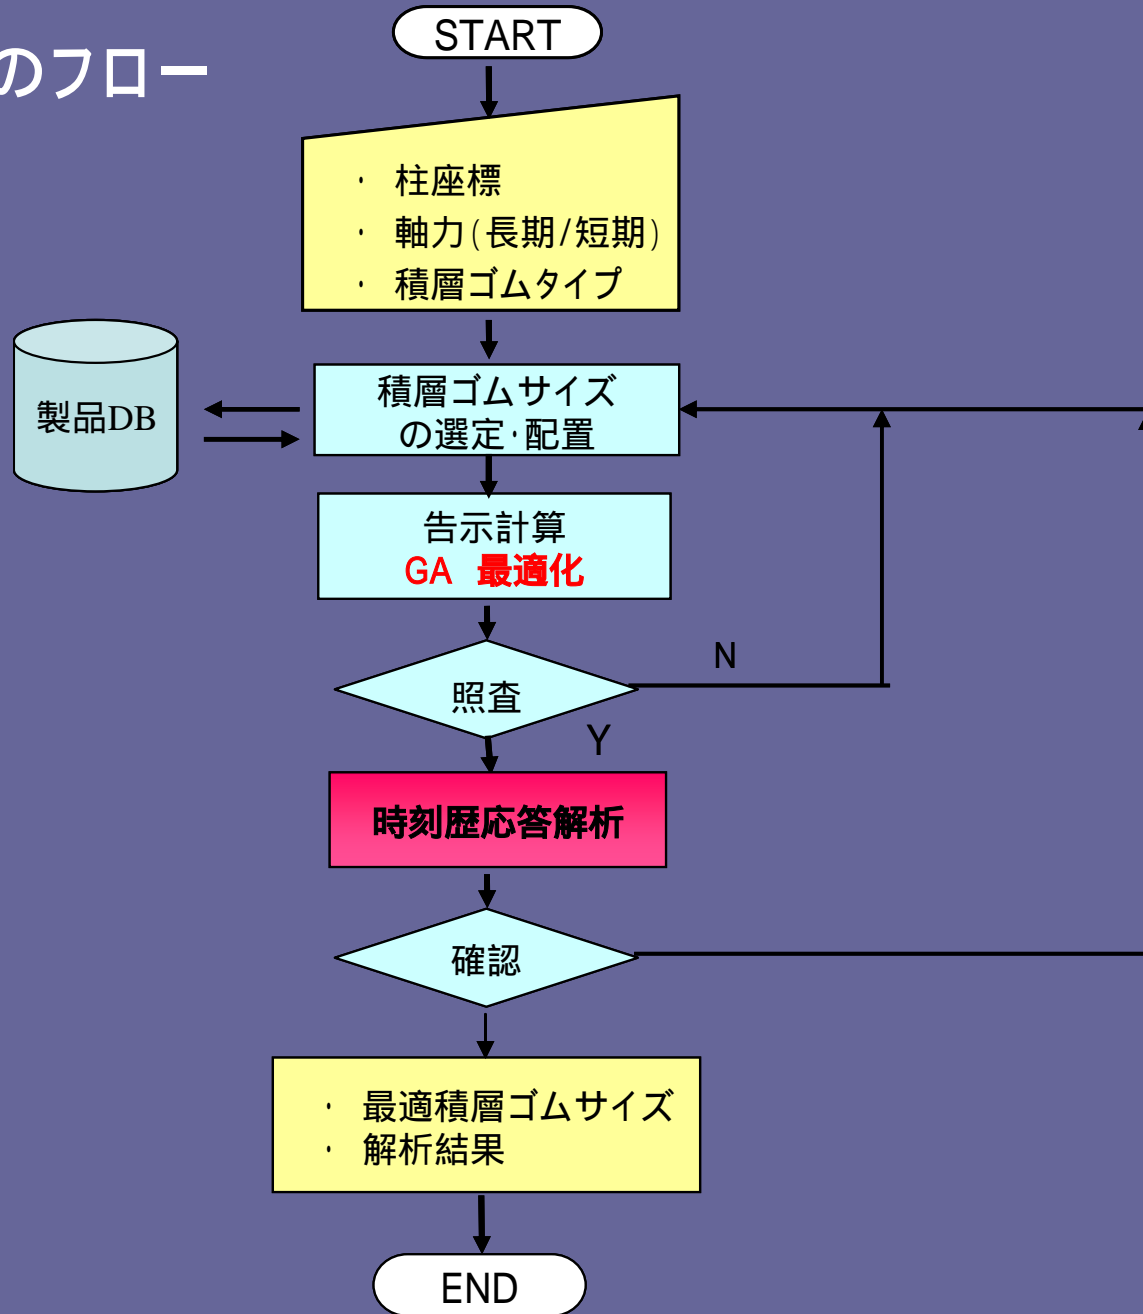 START
のフロー
・ 柱座標
・ 軸力(長期/短期)
・ 積層ゴムタイプ
製品DB
積層ゴムサイズ
の選定・配置
告示計算
GA 最適化
照査
N
Y
時刻歴応答解析
確認
・ 最適積層ゴムサイズ
・ 解析結果
END